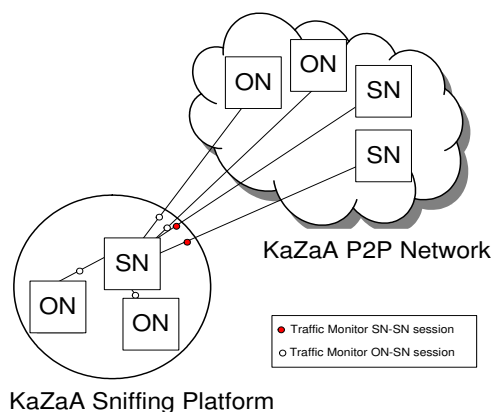 ON
ON
SN
SN
KaZaA P2P Network
SN
ON
ON
Traffic Monitor SN-SN session
Traffic Monitor ON-SN session
KaZaA Sniffing Platform